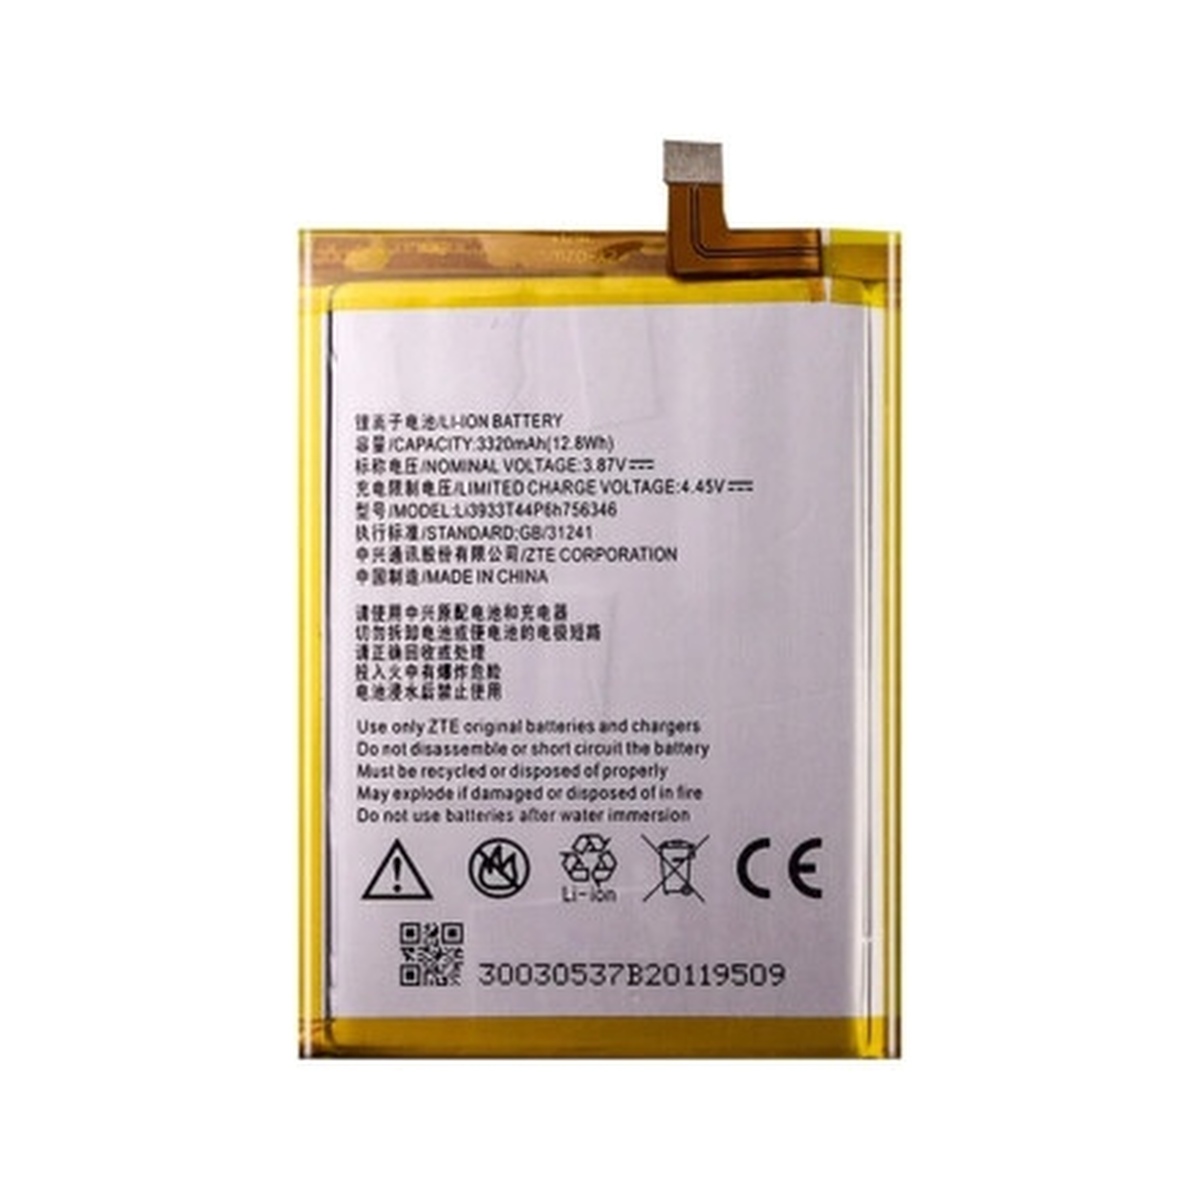 锂离子电池/LI-ION BATTERY
容量/CAPACITY:3320mAh(12.8Wh)
标称电压/NOMINAL VOLTAGE:3.87V⎓
充电限制电压/LIMITED CHARGE VOLTAGE:4.45V⎓
型号/MODEL:Li3933T44P6h756346
执行标准/STANDARD:GB/31241
中兴通讯股份有限公司/ZTE CORPORATION
中国制造/MADE IN CHINA
请使用中兴原配电池和充电器
切勿拆卸电池或使电池的电极短路
请正确回收或处理
投入火中有爆炸危险
电池浸水后禁止使用
Use only ZTE original batteries and chargers
Do not disassemble or short circuit the battery
Must be recycled or disposed of properly
May explode if damaged or disposed of in fire
Do not use batteries after water immersion
Li-ion
CE
30030537B20119509